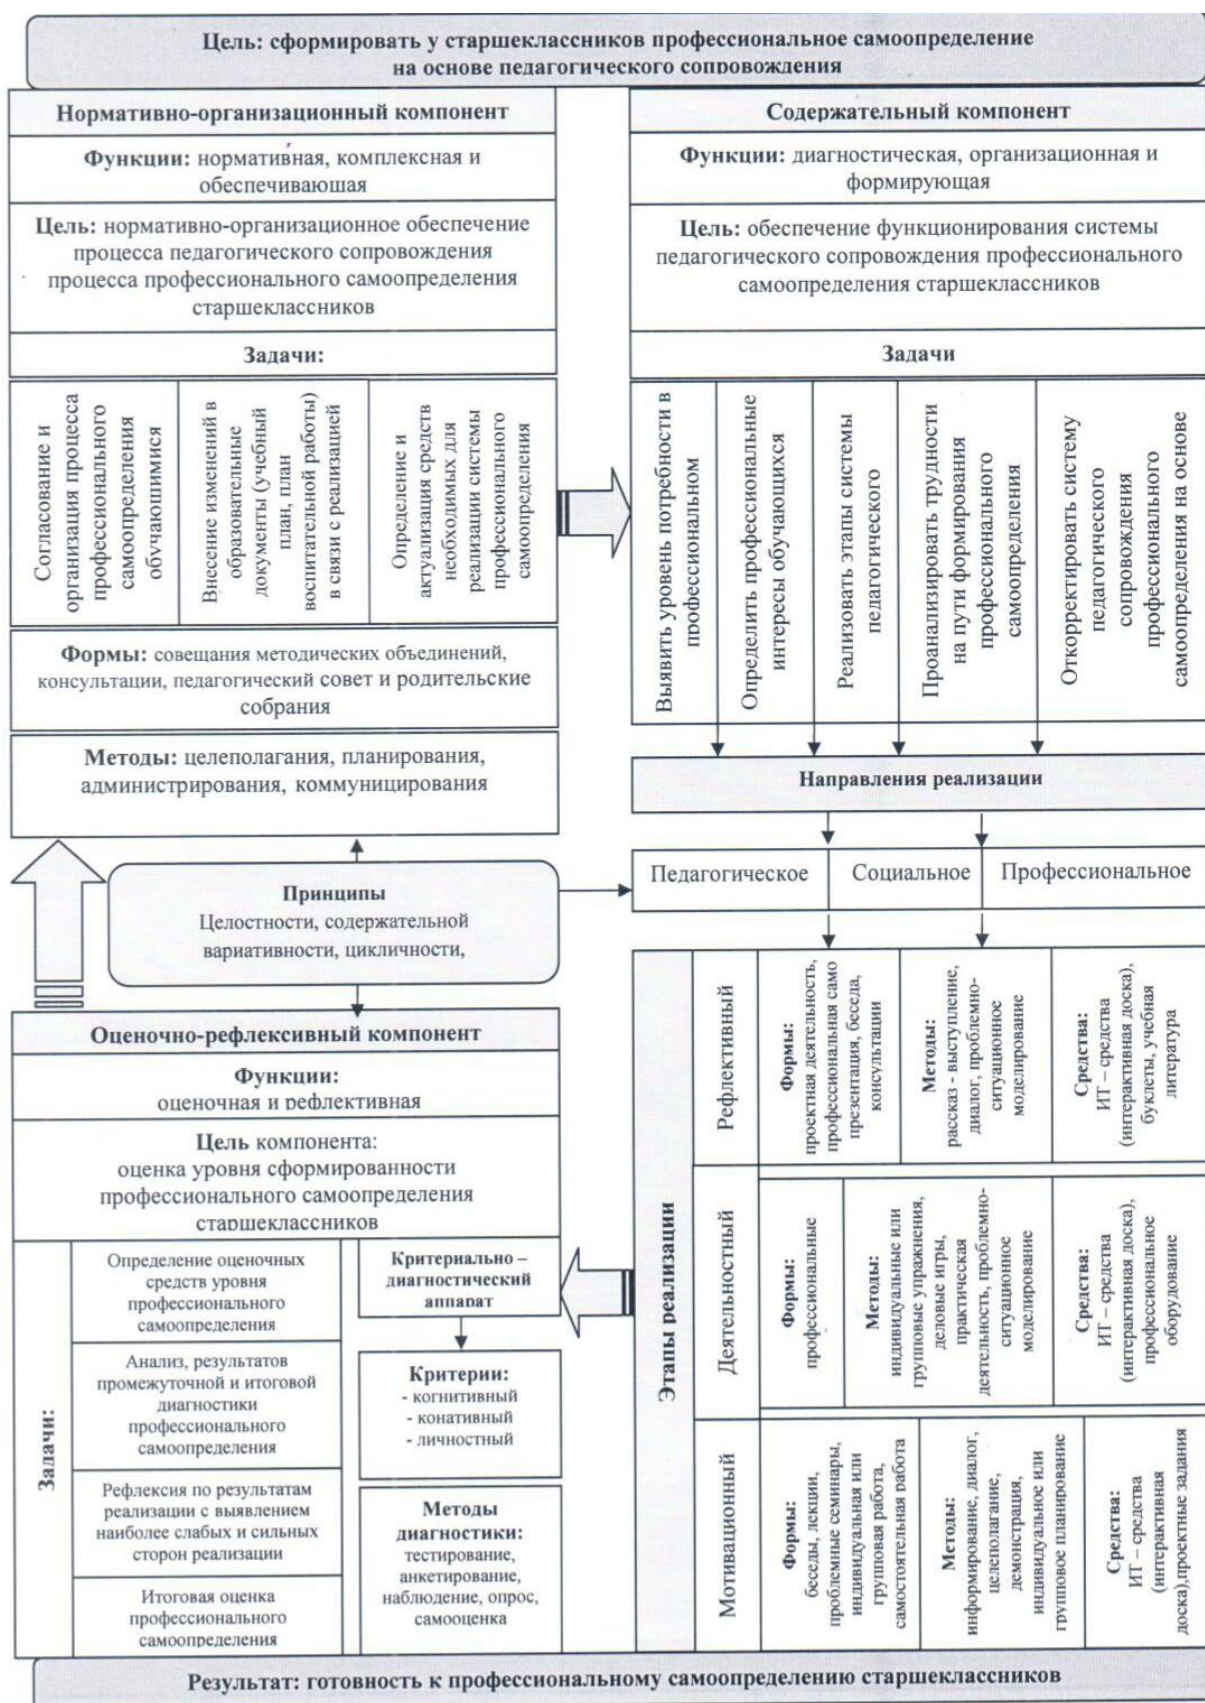 Цель: сформировать у старшеклассников профессиональное самоопределение
на основе педагогического сопровождения
Нормативно-организационный компонент
Функции: нормативная, комплексная и
обеспечивающая
Цель: нормативно-организационное обеспечение
процесса педагогического сопровождения
процесса профессионального самоопределения
старшеклассников
Задачи:
Согласование и
организация процесса
профессионального
самоопределения
обучающимися
Внесение изменений в
образовательные
документы (учебный
план, план
воспитательной работы)
в связи с реализацией
Определение и
актуализация средств
необходимых для
реализации системы
профессионального
самоопределения
Формы: совещания методических объединений,
консультации, педагогический совет и родительские
собрания
Методы: целеполагания, планирования,
администрирования, коммуницирования
Содержательный компонент
Функции: диагностическая, организационная и
формирующая
Цель: обеспечение функционирования системы
педагогического сопровождения профессионального
самоопределения старшеклассников
Задачи
Выявить уровень потребности в
профессиональном
Определить профессиональные
интересы обучающихся
Реализовать этапы системы
педагогического
Проанализировать трудности
на пути формирования
профессионального
самоопределения
Откорректировать систему
педагогического
сопровождения
профессионального
самоопределения на основе
Направления реализации
Педагогическое
Социальное
Профессиональное
Принципы
Целостности, содержательной
вариативности, цикличности,
Оценочно-рефлексивный компонент
Функции:
оценочная и рефлективная
Цель компонента:
оценка уровня сформированности
профессионального самоопределения
старшеклассников
Задачи:
Определение оценочных
средств уровня
профессионального
самоопределения
Анализ, результатов
промежуточной и итоговой
диагностики
профессионального
самоопределения
Рефлексия по результатам
реализации с выявлением
наиболее слабых и сильных
сторон реализации
Итоговая оценка
профессионального
самоопределения
Критериально –
диагностический
аппарат
Критерии:
- когнитивный
- конативный
- личностный
Методы
диагностики:
тестирование,
анкетирование,
наблюдение, опрос,
самооценка
Этапы реализации
Рефлективный
Формы:
проектная деятельность,
профессиональная само
презентация, беседа,
консультации
Методы:
рассказ - выступление,
диалог, проблемно-
ситуационное
моделирование
Средства:
ИТ – средства
(интерактивная доска),
буклеты, учебная
литература
Деятельностный
Формы:
профессиональные
Методы:
индивидуальные или
групповые упражнения,
деловые игры,
практическая
деятельность, проблемно-
ситуационное
моделирование
Средства:
ИТ – средства
(интерактивная доска),
профессиональное
оборудование
Мотивационный
Формы:
беседы, лекции,
проблемные семинары,
индивидуальная или
групповая работа,
самостоятельная работа
Методы:
информирование, диалог,
целеполагание,
демонстрация,
индивидуальное или
групповое планирование
Средства:
ИТ – средства
(интерактивная
доска),проектные задания
Результат: готовность к профессиональному самоопределению старшеклассников